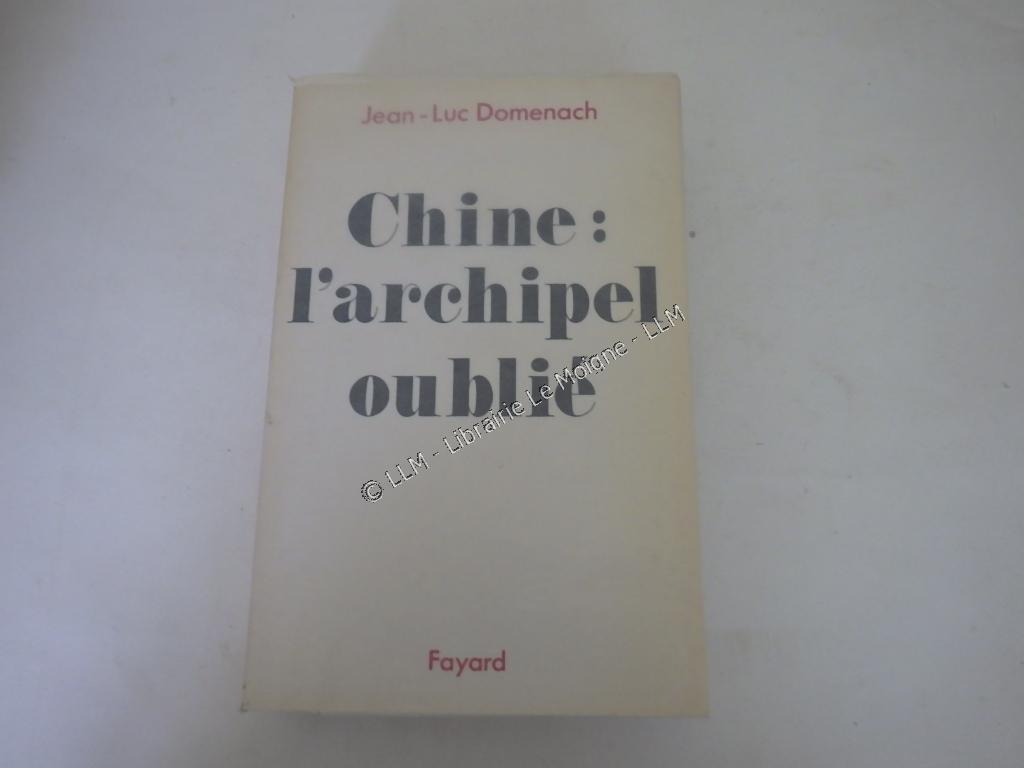 Jean-Luc Domenach
Chine :
l'archipel
oublié
© LLM - Librairie Le Moigne - LLM
Fayard